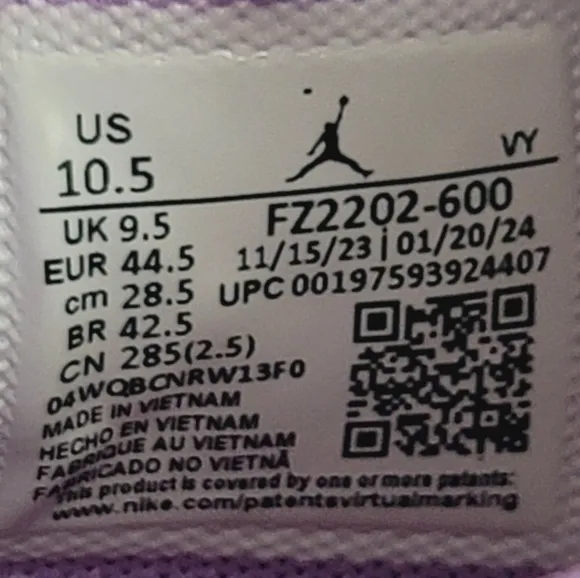 US
10.5
VY
UK 9.5
FZ2202-600
EUR 44.5
11/15/23 | 01/20/24
cm 28.5
UPC 00197593924407
BR 42.5
CN 285(2.5)
04WQBCNRW13F0
MADE IN VIETNAM
HECHO EN VIETNAM
FABRIQUE AU VIETNAM
FABRICADO NO VIETNÃ
This product is covered by one or more patents:
www.nike.com/patentsvirtualmarking